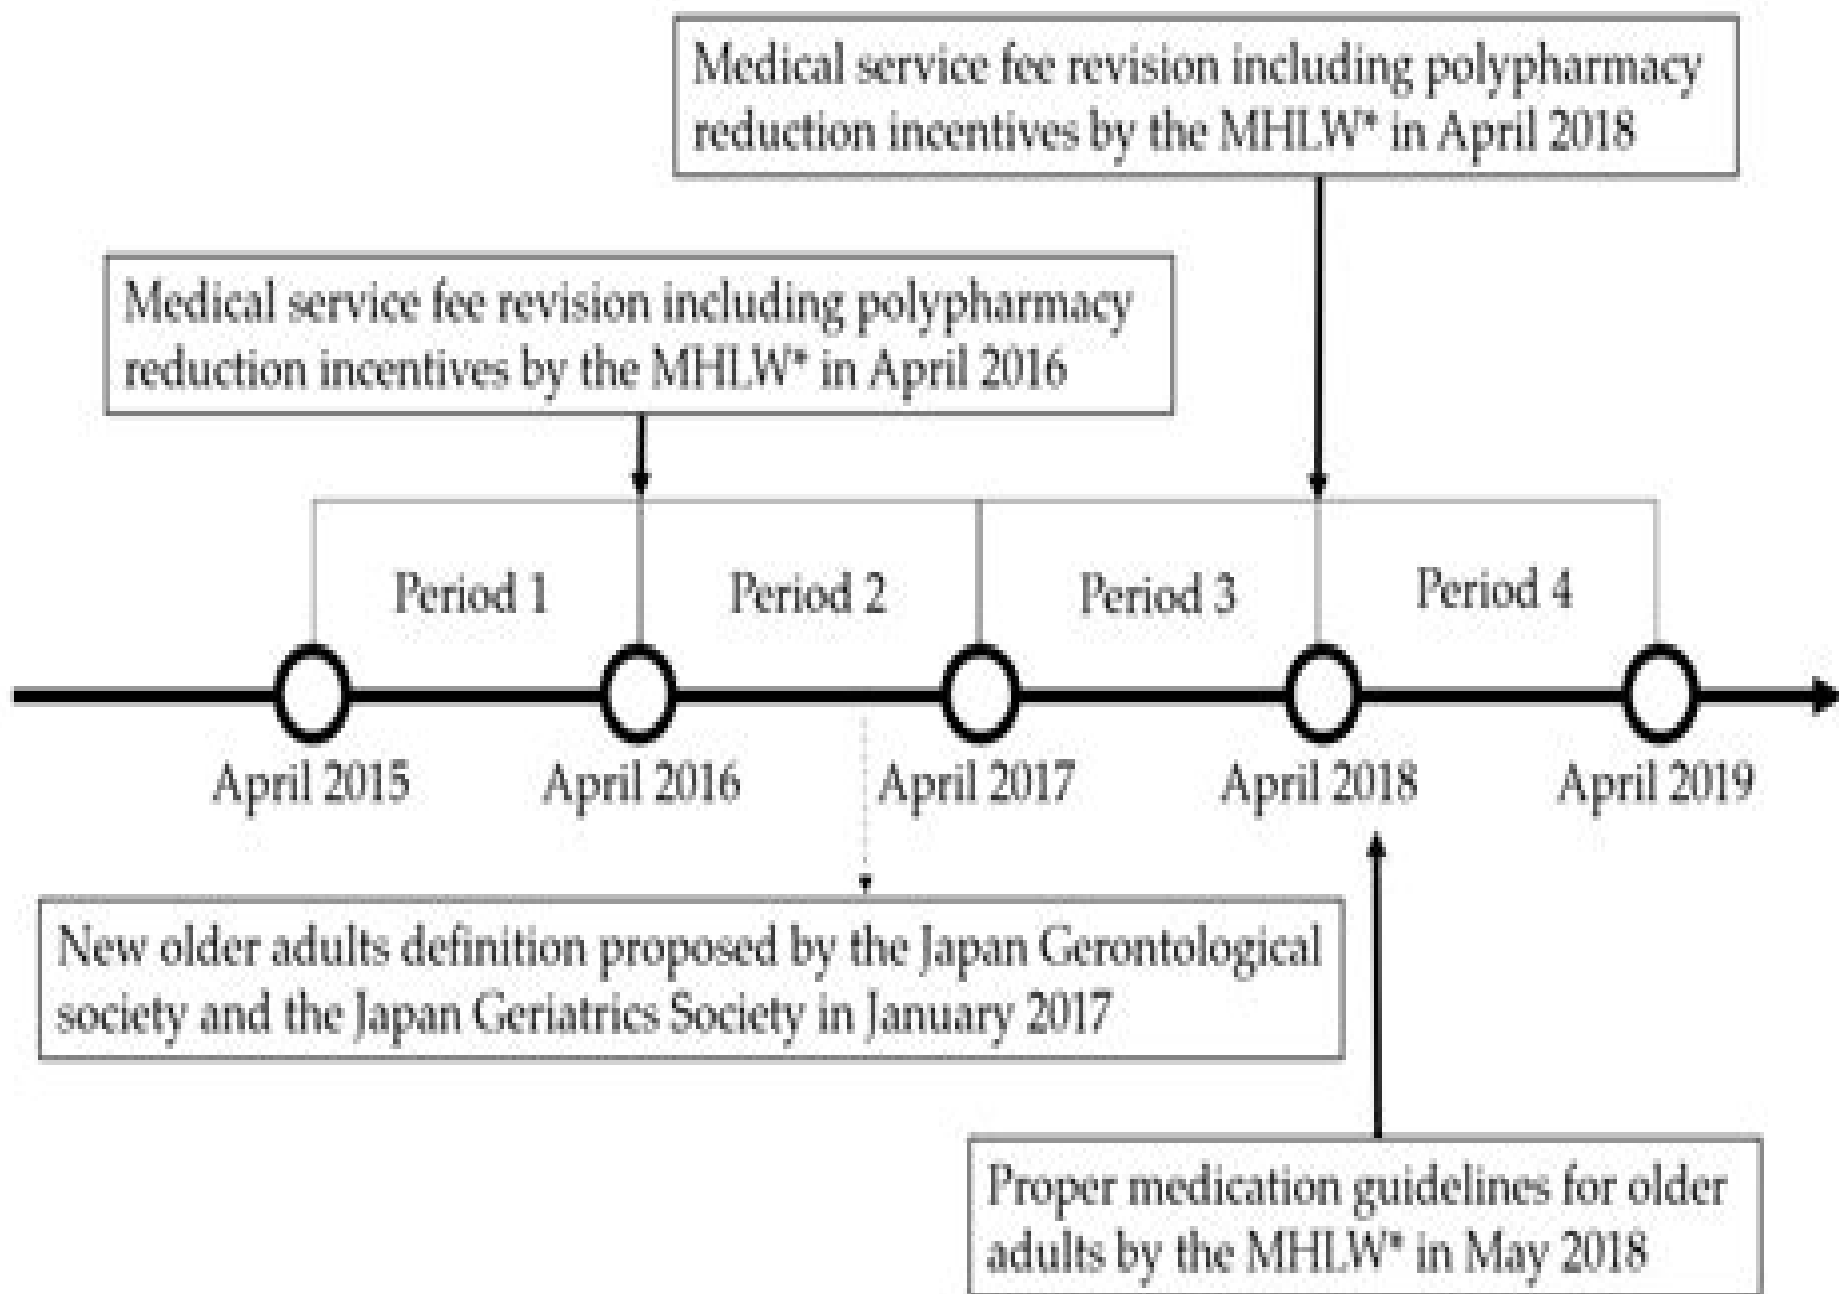 Medical service fee revision including polypharmacy
reduction incentives by the MHLW* in April 2018
Medical service fee revision including polypharmacy
reduction incentives by the MHLW* in April 2016
Period 1
Period 2
Period 3
Period 4
April 2015
April 2016
April 2017
April 2018
April 2019
New older adults definition proposed by the Japan Gerontological
society and the Japan Geriatrics Society in January 2017
Proper medication guidelines for older
adults by the MHLW* in May 2018